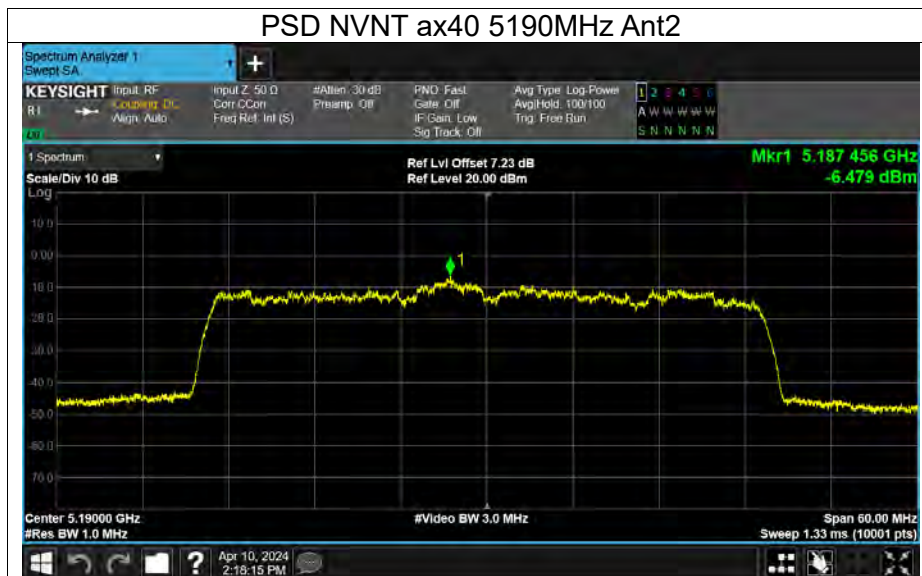 PSD NVNT ax40 5190MHz Ant2
Spectrum Analyzer 1
Swept SA
+
KEYSIGHT Input: RF Input Z: 50 Ω #Atten: 30 dB PNO: Fast Avg Type: Log-Power 1 2 3 4 5 6
RL Coupling: DC Corr CCorr Preamp: Off Gate: Off Avg|Hold: 100/100 A W W W W W
Align: Auto Freq Ref: Int (S) IF Gain: Low Trig: Free Run
Sig Track: Off S N N N N N
1 Spectrum
Ref Lvl Offset 7.23 dB Mkr1 5.187 456 GHz
Scale/Div 10 dB Ref Level 20.00 dBm -6.479 dBm
Log
10.0
0.00
1
-10.0
-20.0
-30.0
-40.0
-50.0
-60.0
-70.0
Center 5.19000 GHz #Video BW 3.0 MHz Span 60.00 MHz
#Res BW 1.0 MHz Sweep 1.33 ms (10001 pts)
? Apr 10, 2024
2:18:15 PM